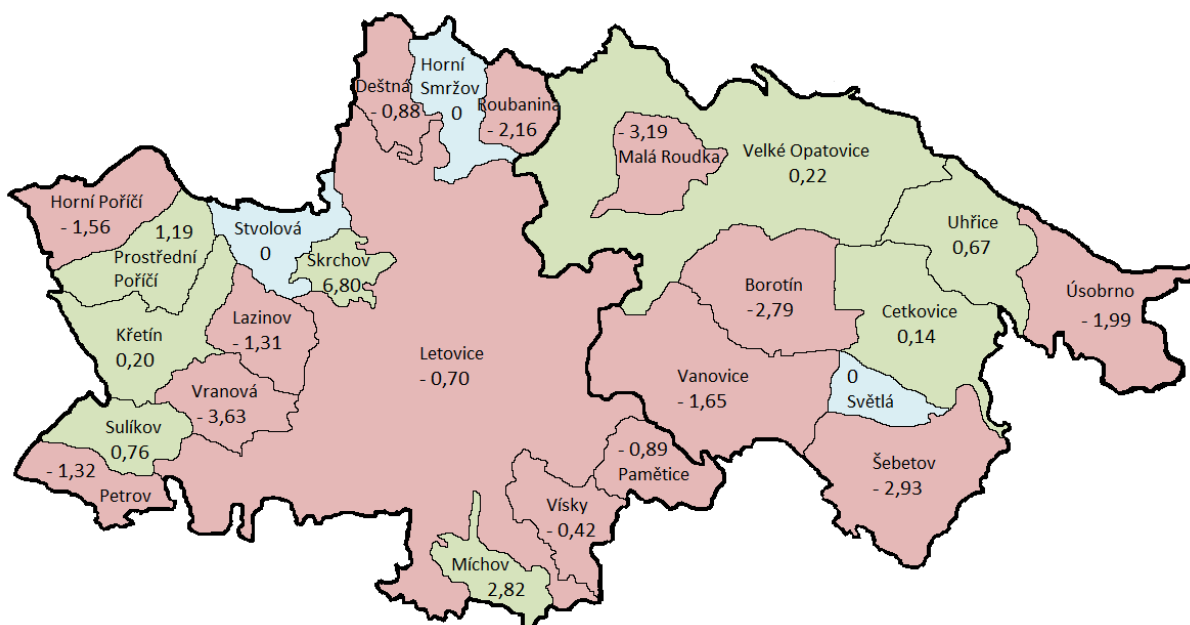 Deštná
- 0,88
Horní
Smržov
0
Roubanina
- 2,16
- 3,19
Malá Roudka
Velké Opatovice
0,22
Horní Poříčí
- 1,56
1,19
Prostřední
Poříčí
Stvolová
0
Skrchov
6,80
Uhřice
0,67
Úsobrno
- 1,99
Borotín
-2,79
Cetkovice
0,14
Křetín
0,20
Lazinov
- 1,31
Letovice
- 0,70
Vranová
- 3,63
Vanovice
- 1,65
0
Světlá
Sulíkov
0,76
- 1,32
Petrov
- 0,89
Pamětice
Šebetov
- 2,93
Vísky
- 0,42
Míchov
2,82